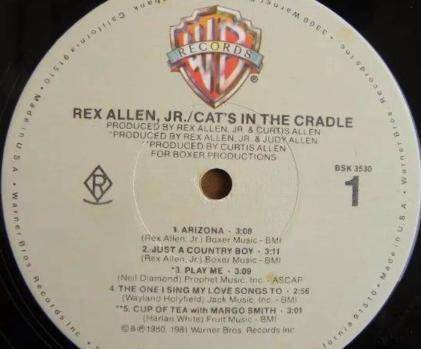 WB
RECORDS
®
REX ALLEN, JR./CAT'S IN THE CRADLE
PRODUCED BY REX ALLEN, JR. & CURTIS ALLEN
*PRODUCED BY REX ALLEN, JR. & JUDY ALLEN
**PRODUCED BY CURTIS ALLEN
FOR BOXER PRODUCTIONS
BSK 3530
1
R
1. ARIZONA - 3:08
(Rex Allen, Jr.) Boxer Music - BMI
2. JUST A COUNTRY BOY - 3:11
(Rex Allen, Jr.) Boxer Music - BMI
*3. PLAY ME - 3:09
(Neil Diamond) Prophet Music, Inc. - ASCAP
4. THE ONE I SING MY LOVE SONGS TO - 2:56
(Wayland Holyfield) Jack Music, Inc. - BMI
**5. CUP OF TEA with MARGO SMITH - 3:01
(Harlan White) Fruit Music - BMI
©&℗1980, 1981 Warner Bros. Records Inc.
California 91510 • Made in U.S.A. • Warner Bros. Records Inc.